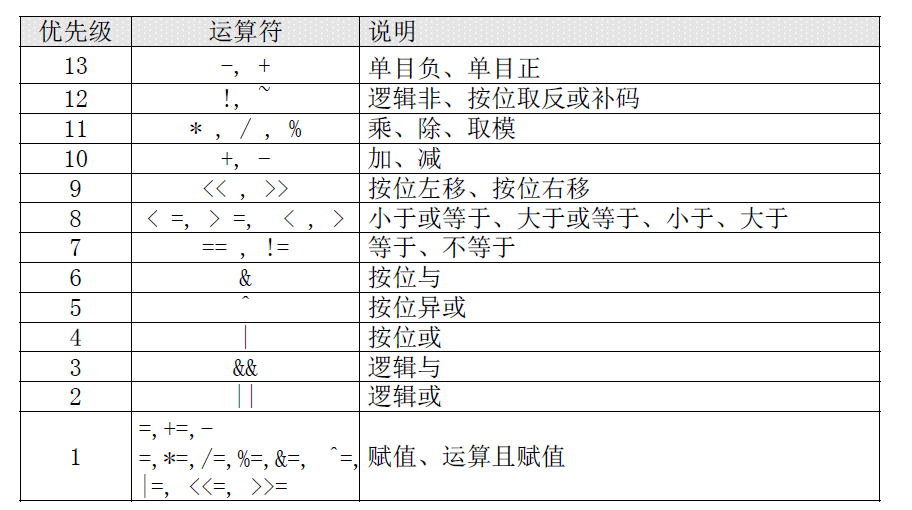 优先级 运算符 说明
13 -, + 单目负、单目正
12 !, ~ 逻辑非、按位取反或补码
11 * , / , % 乘、除、取模
10 +, - 加、减
9 << , >> 按位左移、按位右移
8 < =, > =, < , > 小于或等于、大于或等于、小于、大于
7 == , != 等于、不等于
6 & 按位与
5 ^ 按位异或
4 | 按位或
3 && 逻辑与
2 || 逻辑或
=,+=,-
1 =,*=,/=,%=,&=, ^=, 赋值、运算且赋值
|=, <<=, >>=